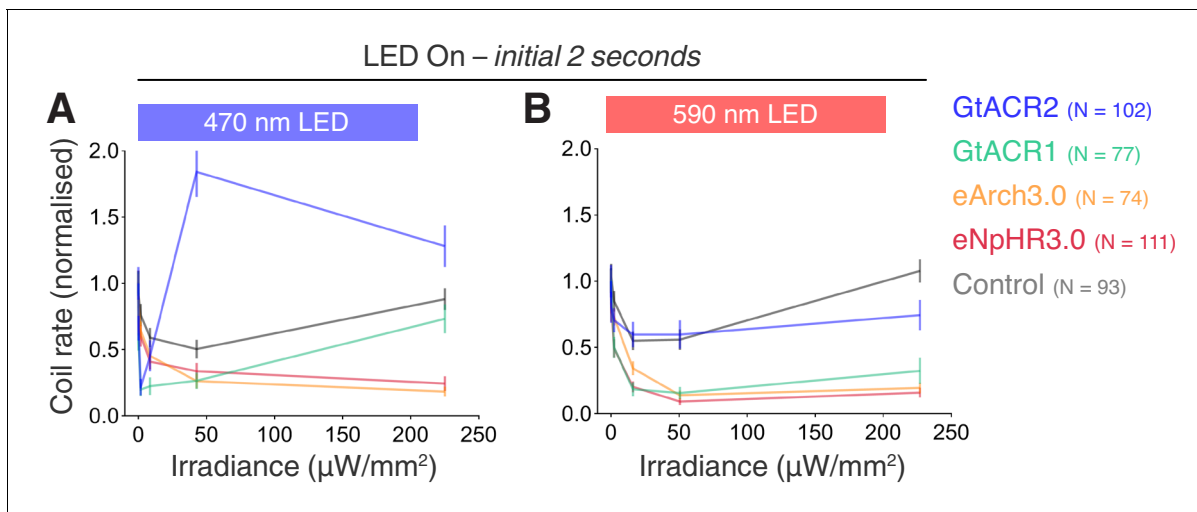 LED On – initial 2 seconds
A
470 nm LED
2.0
1.5
1.0
0.5
0.0
Coil rate (normalised)
0 50 100 150 200 250
Irradiance (µW/mm²)
B
590 nm LED
2.0
1.5
1.0
0.5
0.0
0 50 100 150 200 250
Irradiance (µW/mm²)
GtACR2 (N = 102)
GtACR1 (N = 77)
eArch3.0 (N = 74)
eNpHR3.0 (N = 111)
Control (N = 93)